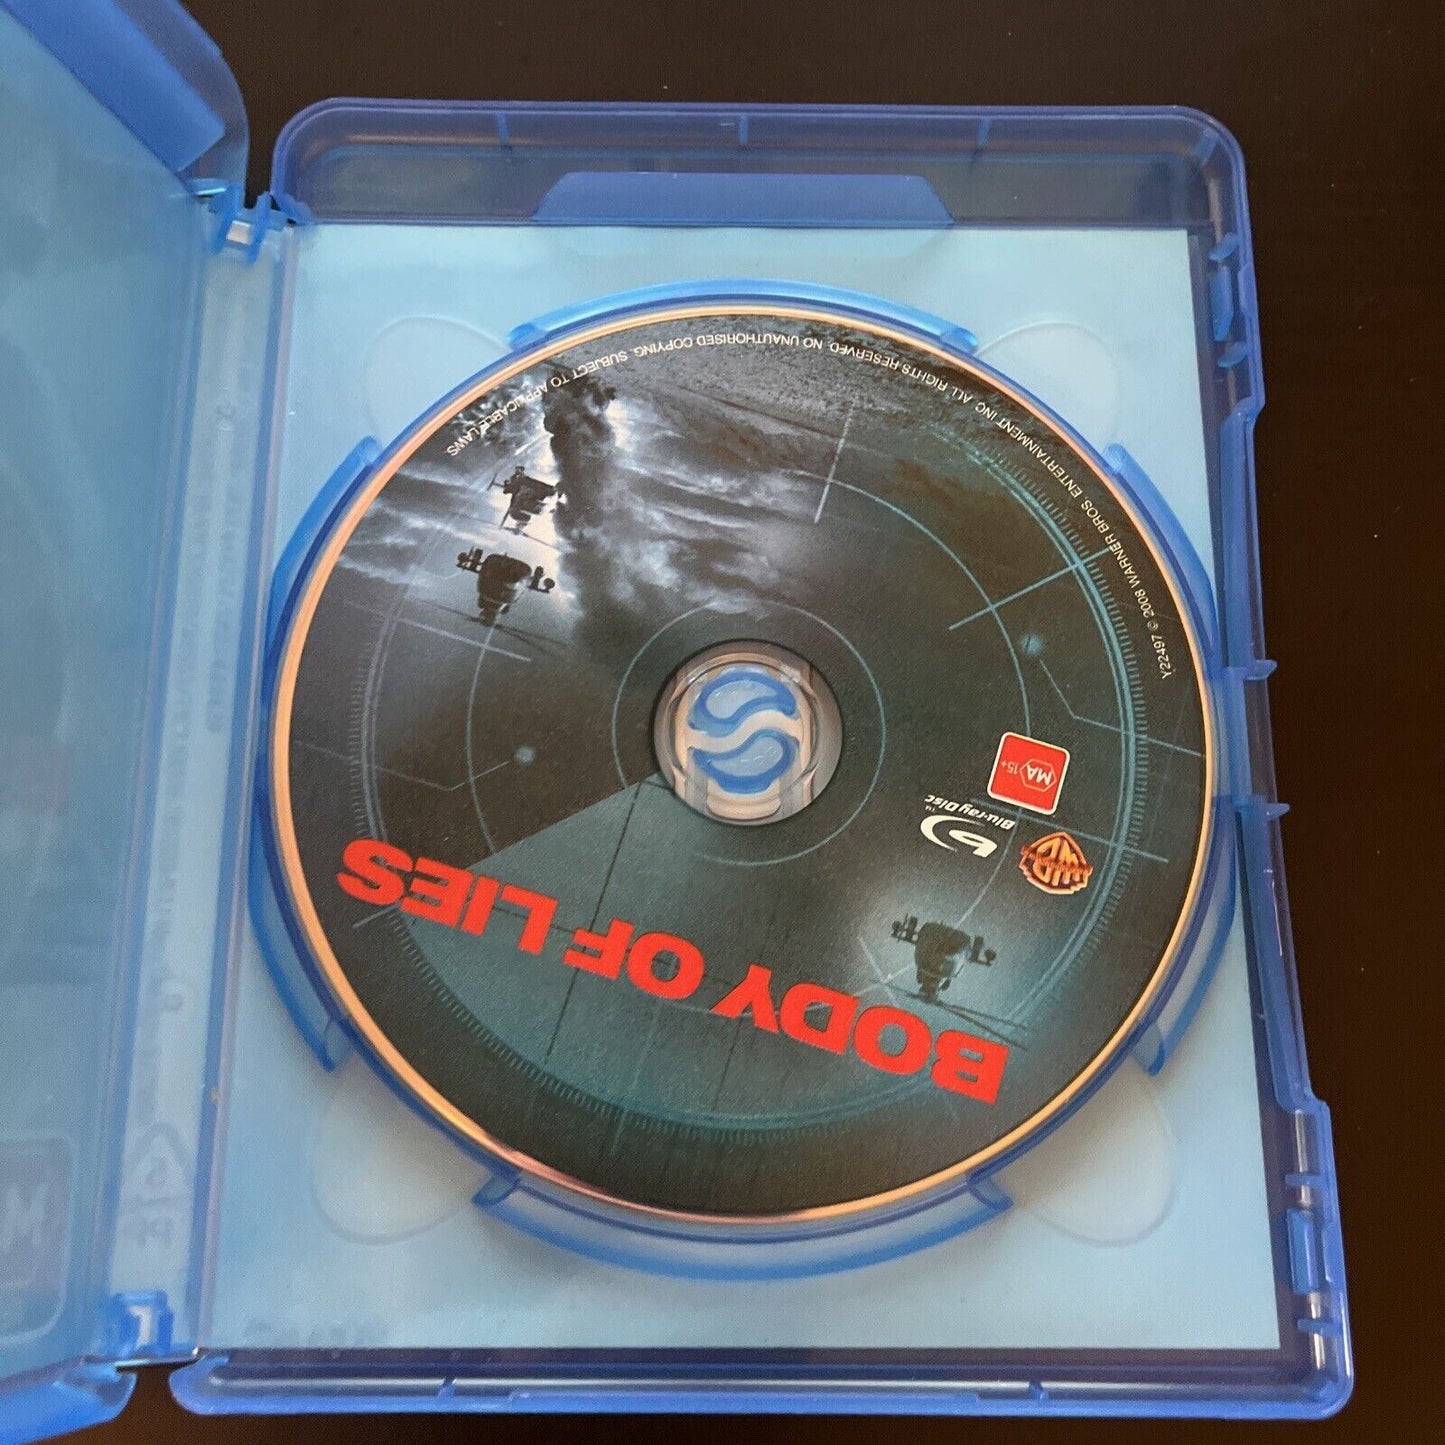 BODY OF LIES
Blu-ray Disc™
MA 15+
Y22497 © 2008 WARNER BROS. ENTERTAINMENT INC. ALL RIGHTS RESERVED. NO UNAUTHORISED COPYING. SUBJECT TO APPLICABLE LAWS.